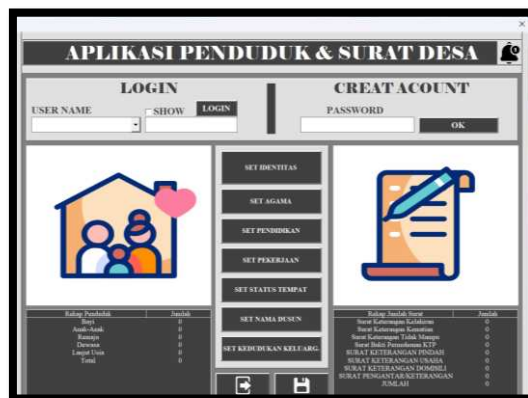 APLIKASI PENDUDUK & SURAT DESA
LOGIN
CREAT ACOUNT
USER NAME
SHOW
LOGIN
PASSWORD
OK
SET IDENTITAS
SET AGAMA
SET PENDIDIKAN
SET PEKERJAAN
SET STATUS TEMPAT
SET NAMA DUSUN
SET KEDUDUKAN KELUARG.
Rekap Penduduk Jumlah
Bayi 0
Anak-Anak 0
Remaja 0
Dewasa 0
Lanjut Usia 0
Total 0
Rekap Jumlah Surat Jumlah
Surat Keterangan Kelahiran 0
Surat Keterangan Kematian 0
Surat Keterangan Tidak Mampu 0
Surat Bukti Permohonan KTP 0
SURAT KETERANGAN PINDAH 0
SURAT KETERANGAN USAHA 0
SURAT KETERANGAN DOMISILI 0
SURAT PENGANTAR/KETERANGAN 0
JUMLAH 0